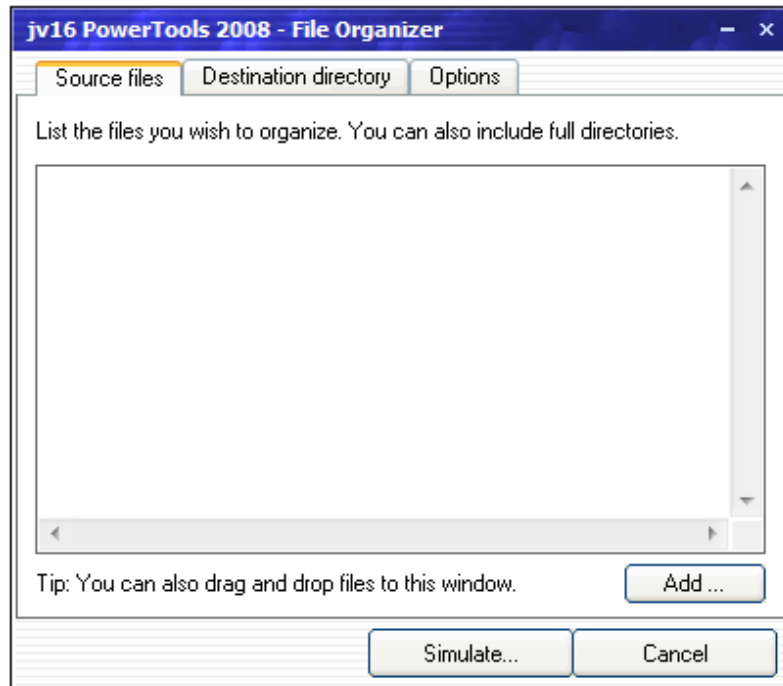 jv16 PowerTools 2008 - File Organizer
Source files
Destination directory
Options
List the files you wish to organize. You can also include full directories.
Tip: You can also drag and drop files to this window.
Add ...
Simulate...
Cancel